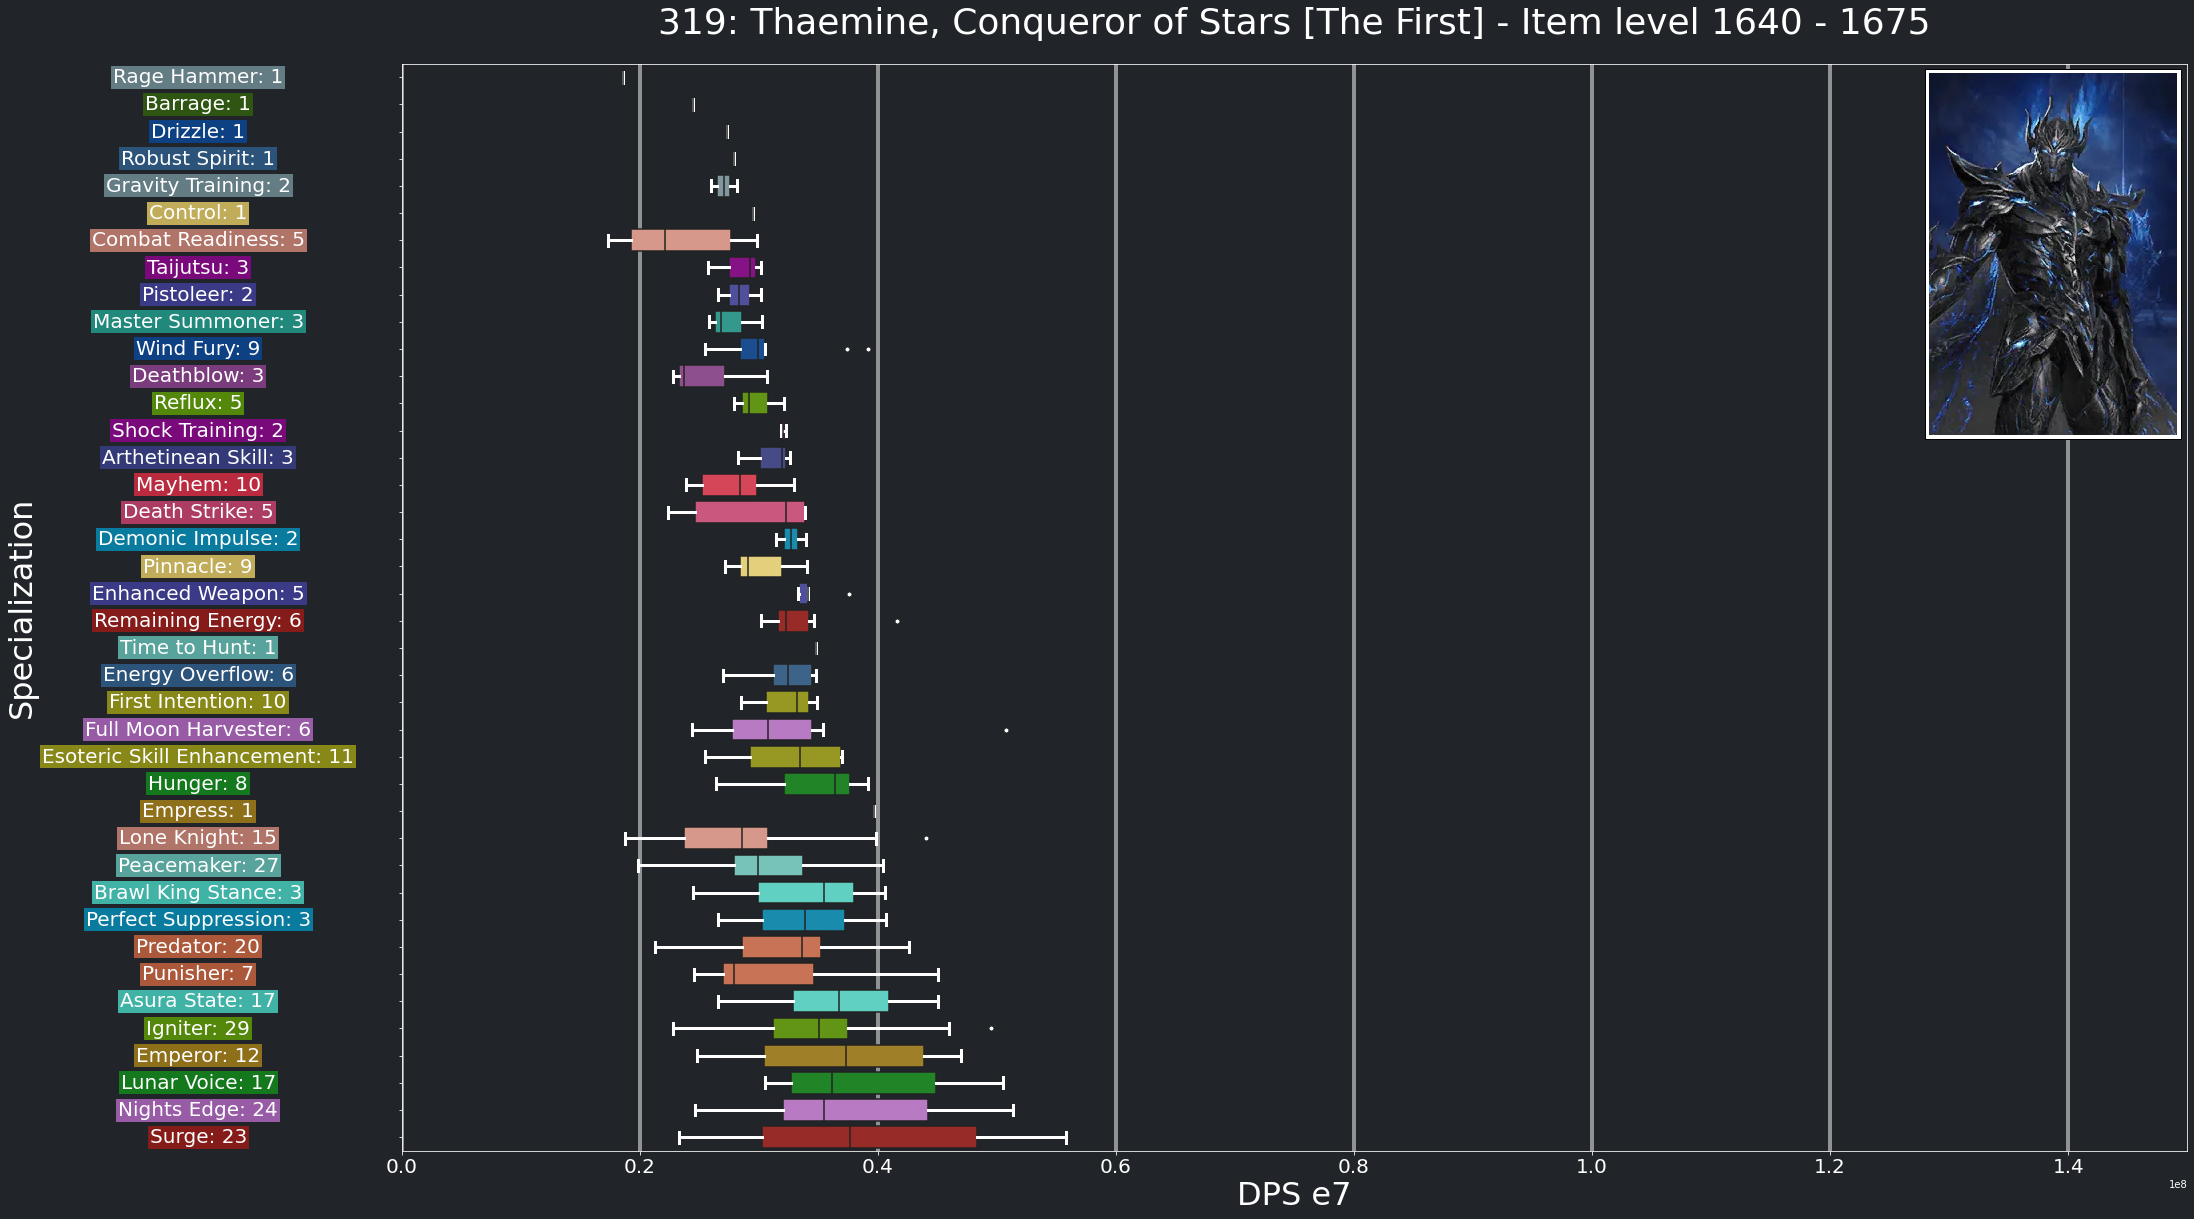 319: Thaemine, Conqueror of Stars [The First] - Item level 1640 - 1675
Specialization
Rage Hammer: 1
Barrage: 1
Drizzle: 1
Robust Spirit: 1
Gravity Training: 2
Control: 1
Combat Readiness: 5
Taijutsu: 3
Pistoleer: 2
Master Summoner: 3
Wind Fury: 9
Deathblow: 3
Reflux: 5
Shock Training: 2
Arthetinean Skill: 3
Mayhem: 10
Death Strike: 5
Demonic Impulse: 2
Pinnacle: 9
Enhanced Weapon: 5
Remaining Energy: 6
Time to Hunt: 1
Energy Overflow: 6
First Intention: 10
Full Moon Harvester: 6
Esoteric Skill Enhancement: 11
Hunger: 8
Empress: 1
Lone Knight: 15
Peacemaker: 27
Brawl King Stance: 3
Perfect Suppression: 3
Predator: 20
Punisher: 7
Asura State: 17
Igniter: 29
Emperor: 12
Lunar Voice: 17
Nights Edge: 24
Surge: 23
0.0 0.2 0.4 0.6 0.8 1.0 1.2 1.4
DPS e7
1e8